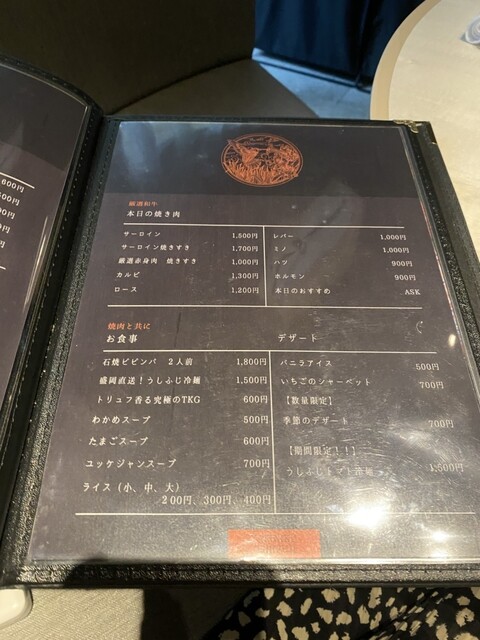 600円
厳選和牛
本日の焼き肉
サーロイン 1,500円
サーロイン焼きすき 1,700円
厳選赤身肉 焼きすき 1,000円
カルビ 1,300円
ロース 1,200円
レバー 1,000円
ミノ 1,000円
ハツ 900円
ホルモン 900円
本日のおすすめ ASK
焼肉と共に
お食事
石焼ビビンバ 2人前 1,800円
盛岡直送！うしふじ冷麺 1,500円
トリュフ香る究極のTKG 600円
わかめスープ 500円
たまごスープ 600円
ユッケジャンスープ 700円
ライス（小、中、大）
200円、300円、400円
デザート
バニラアイス 500円
いちごのシャーベット 700円
【数量限定】
季節のデザート 700円
【期間限定！！】
うしふじトマト冷麺 1,500円